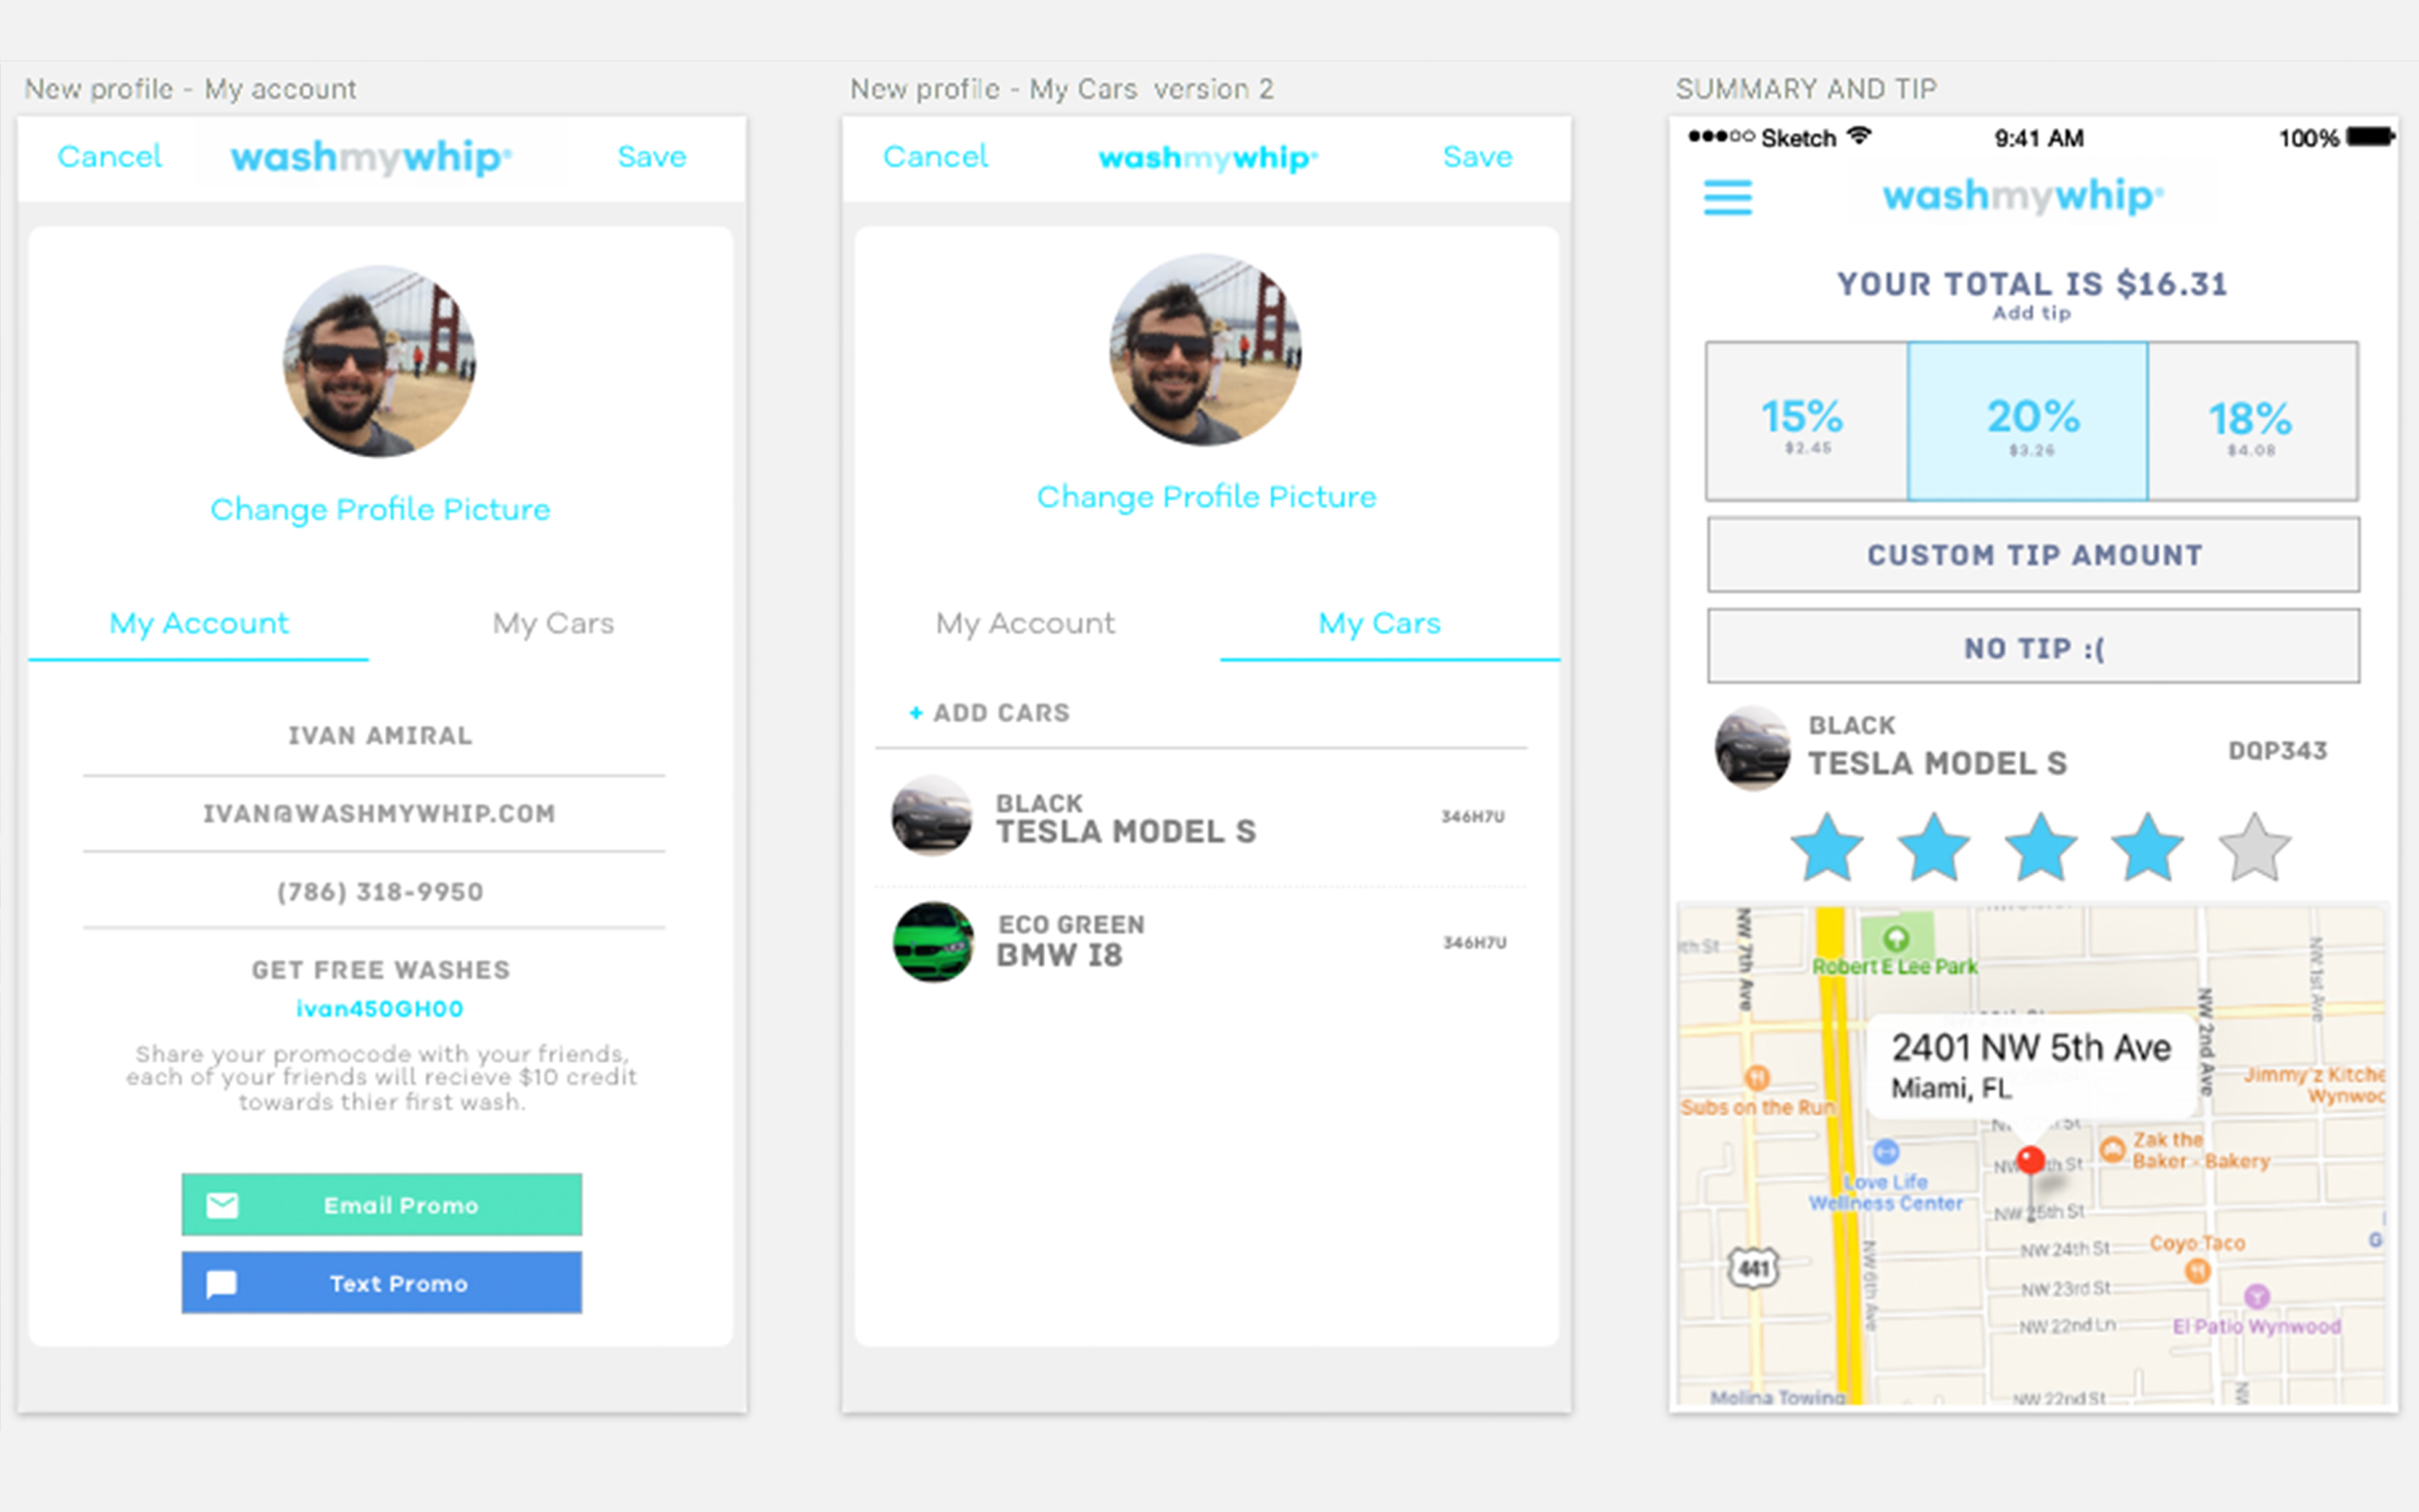 New profile - My account
Cancel
washmywhip
Save
Change Profile Picture
My Account
My Cars
IVAN AMIRAL
IVAN@WASHMYWHIP.COM
(786) 318-9950
GET FREE WASHES
ivan450GH00
Share your promocode with your friends,
each of your friends will recieve $10 credit
towards thier first wash.
Email Promo
Text Promo
New profile - My Cars version 2
Cancel
washmywhip
Save
Change Profile Picture
My Account
My Cars
+ ADD CARS
BLACK
TESLA MODEL S
346H7U
ECO GREEN
BMW I8
346H7U
SUMMARY AND TIP
Sketch
9:41 AM
100%
washmywhip
YOUR TOTAL IS $16.31
Add tip
15%
$2.45
20%
$3.26
18%
$4.08
CUSTOM TIP AMOUNT
NO TIP :(
BLACK
TESLA MODEL S
DQP343
NW 7th Ave
Robert E Lee Park
NW 1st Ave
NW 2nd Ave
2401 NW 5th Ave
Miami, FL
Subs on the Run
Jimmy'z Kitche
Wynwoo
Zak the
Baker - Bakery
Love Life
Wellness Center
NW 25th St
NW 24th St
Coyo Taco
441
NW 6th Ave
NW 23rd St
NW 22nd Ln
El Patio Wynwood
Molina Towing
NW 22nd St
NW